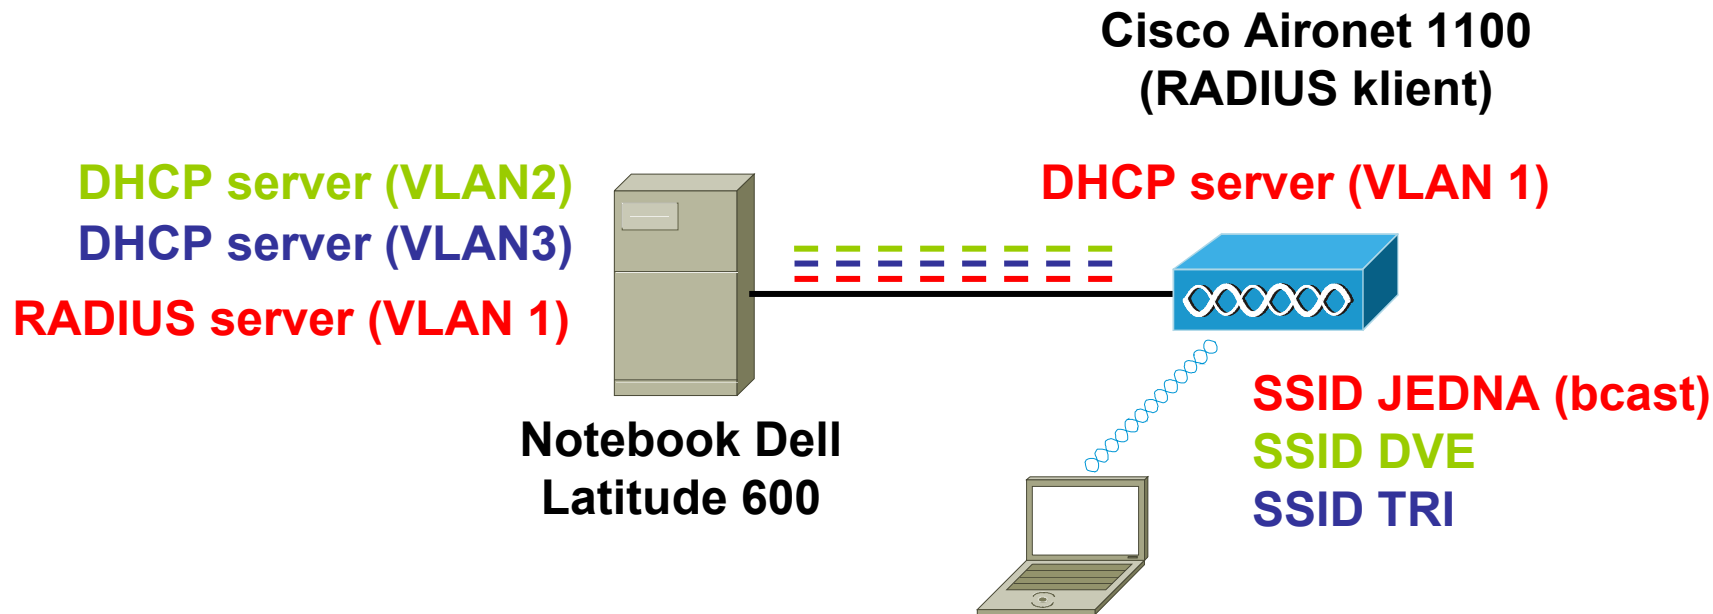 Cisco Aironet 1100
(RADIUS klient)
DHCP server (VLAN2)
DHCP server (VLAN3)
RADIUS server (VLAN 1)
DHCP server (VLAN 1)
Notebook Dell
Latitude 600
SSID JEDNA (bcast)
SSID DVE
SSID TRI